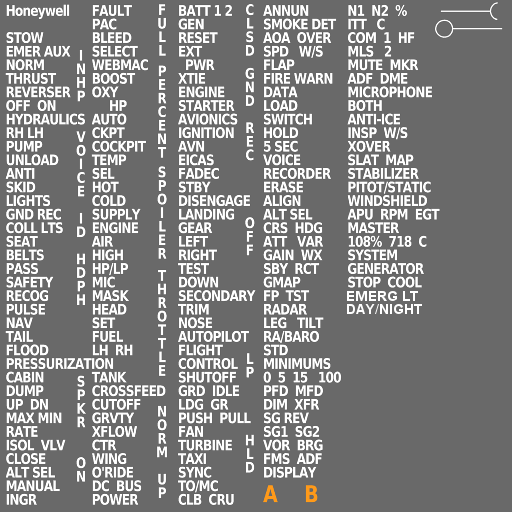 Honeywell
STOW
EMER AUX
NORM
THRUST
REVERSER
OFF ON
HYDRAULICS
RH LH
PUMP
UNLOAD
ANTI
SKID
LIGHTS
GND REC
COLL LTS
SEAT
BELTS
PASS
SAFETY
RECOG
PULSE
NAV
TAIL
FLOOD
PRESSURIZATION
CABIN
DUMP
UP DN
MAX MIN
RATE
ISOL VLV
CLOSE
ALT SEL
MANUAL
INGR
INHP
VOICE
ID
HDPH
SPKR
ON
FAULT
PAC
BLEED
SELECT
WEBMAC
BOOST
OXY
HP
AUTO
CKPT
COCKPIT
TEMP
SEL
HOT
COLD
SUPPLY
ENGINE
AIR
HIGH
HP/LP
MIC
MASK
HEAD
SET
FUEL
LH RH
TANK
CROSSFEED
CUTOFF
GRVTY
XFLOW
CTR
WING
O'RIDE
DC BUS
POWER
FULL
PERCENT
SPOILER
THROTTLE
NORM
UP
BATT 1 2
GEN
RESET
EXT
PWR
XTIE
ENGINE
STARTER
AVIONICS
IGNITION
AVN
EICAS
FADEC
STBY
DISENGAGE
LANDING
GEAR
LEFT
RIGHT
TEST
DOWN
SECONDARY
TRIM
NOSE
AUTOPILOT
FLIGHT
CONTROL
SHUTOFF
GRD IDLE
LDG GR
PUSH PULL
FAN
TURBINE
TAXI
SYNC
TO/MC
CLB CRU
CLSD
GND
REC
OFF
LP
HLD
ANNUN
SMOKE DET
AOA OVER
SPD W/S
FLAP
FIRE WARN
DATA
LOAD
SWITCH
HOLD
5 SEC
VOICE
RECORDER
ERASE
ALIGN
ALT SEL
CRS HDG
ATT VAR
GAIN WX
SBY RCT
GMAP
FP TST
RADAR
LEG TILT
RA/BARO
STD
MINIMUMS
0 5 15 100
PFD MFD
DIM XFR
SG REV
SG1 SG2
VOR BRG
FMS ADF
DISPLAY
A B
N1 N2 %
ITT C
COM 1 HF
MLS 2
MUTE MKR
ADF DME
MICROPHONE
BOTH
ANTI-ICE
INSP W/S
XOVER
SLAT MAP
STABILIZER
PITOT/STATIC
WINDSHIELD
APU RPM EGT
MASTER
108% 718 C
SYSTEM
GENERATOR
STOP COOL
EMERG LT
DAY/NIGHT